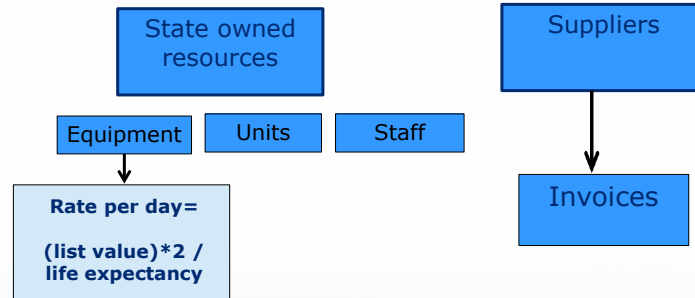 State owned
resources
Suppliers
Equipment
Units
Staff
Rate per day=
(list value)*2 /
life expectancy
Invoices